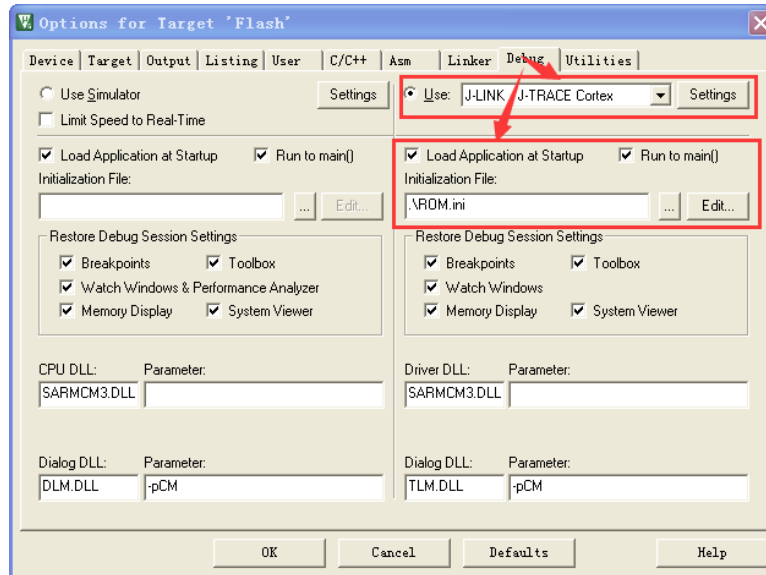 Options for Target 'Flash'
Device Target Output Listing User C/C++ Asm Linker Debug Utilities
Use Simulator Settings
Limit Speed to Real-Time
Use: J-LINK / J-TRACE Cortex Settings
Load Application at Startup Run to main()
Initialization File:
... Edit...
Load Application at Startup Run to main()
Initialization File:
.\ROM.ini ... Edit...
Restore Debug Session Settings
Breakpoints Toolbox
Watch Windows & Performance Analyzer
Memory Display System Viewer
Restore Debug Session Settings
Breakpoints Toolbox
Watch Windows
Memory Display System Viewer
CPU DLL: Parameter:
SARMCM3.DLL
Driver DLL: Parameter:
SARMCM3.DLL
Dialog DLL: Parameter:
DLM.DLL -pCM
Dialog DLL: Parameter:
TLM.DLL -pCM
OK Cancel Defaults Help